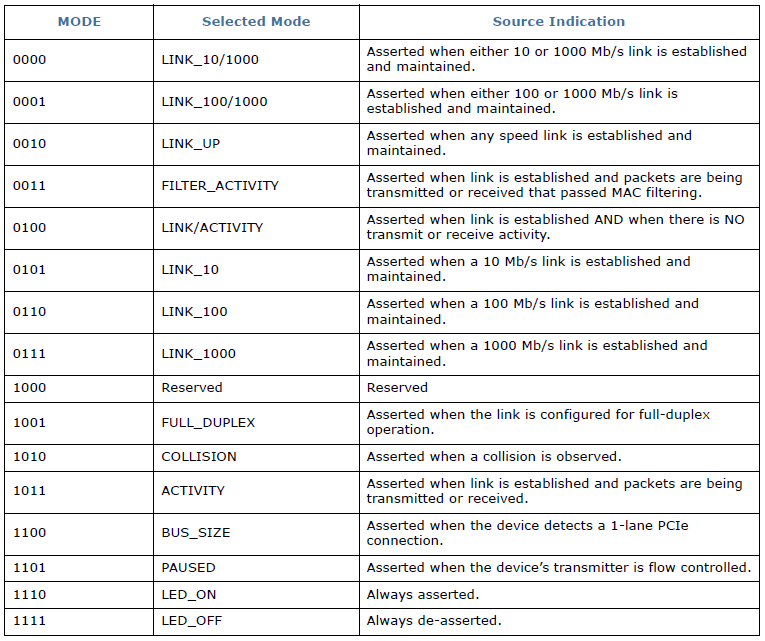 MODE Selected Mode Source Indication
0000 LINK_10/1000 Asserted when either 10 or 1000 Mb/s link is established
and maintained.
0001 LINK_100/1000 Asserted when either 100 or 1000 Mb/s link is
established and maintained.
0010 LINK_UP Asserted when any speed link is established and
maintained.
0011 FILTER_ACTIVITY Asserted when link is established and packets are being
transmitted or received that passed MAC filtering.
0100 LINK/ACTIVITY Asserted when link is established AND when there is NO
transmit or receive activity.
0101 LINK_10 Asserted when a 10 Mb/s link is established and
maintained.
0110 LINK_100 Asserted when a 100 Mb/s link is established and
maintained.
0111 LINK_1000 Asserted when a 1000 Mb/s link is established and
maintained.
1000 Reserved Reserved
1001 FULL_DUPLEX Asserted when the link is configured for full-duplex
operation.
1010 COLLISION Asserted when a collision is observed.
1011 ACTIVITY Asserted when link is established and packets are being
transmitted or received.
1100 BUS_SIZE Asserted when the device detects a 1-lane PCIe
connection.
1101 PAUSED Asserted when the device’s transmitter is flow controlled.
1110 LED_ON Always asserted.
1111 LED_OFF Always de-asserted.